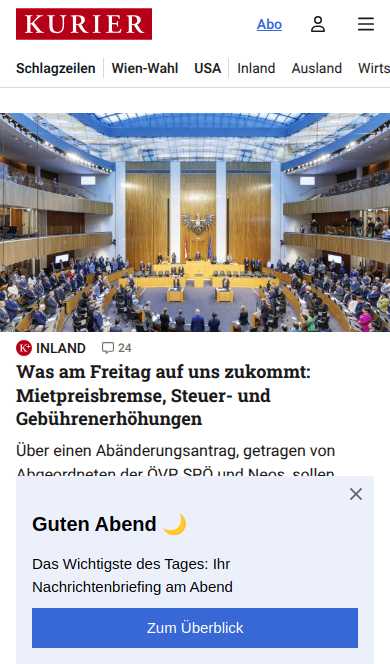 KURIER
Abo
Schlagzeilen Wien-Wahl USA Inland Ausland Wirts
K+ INLAND 24
Was am Freitag auf uns zukommt:
Mietpreisbremse, Steuer- und
Gebührenerhöhungen
Über einen Abänderungsantrag, getragen von
Abgeordneten der ÖVP, SPÖ und Neos, sollen
Guten Abend 🌙
Das Wichtigste des Tages: Ihr
Nachrichtenbriefing am Abend
Zum Überblick